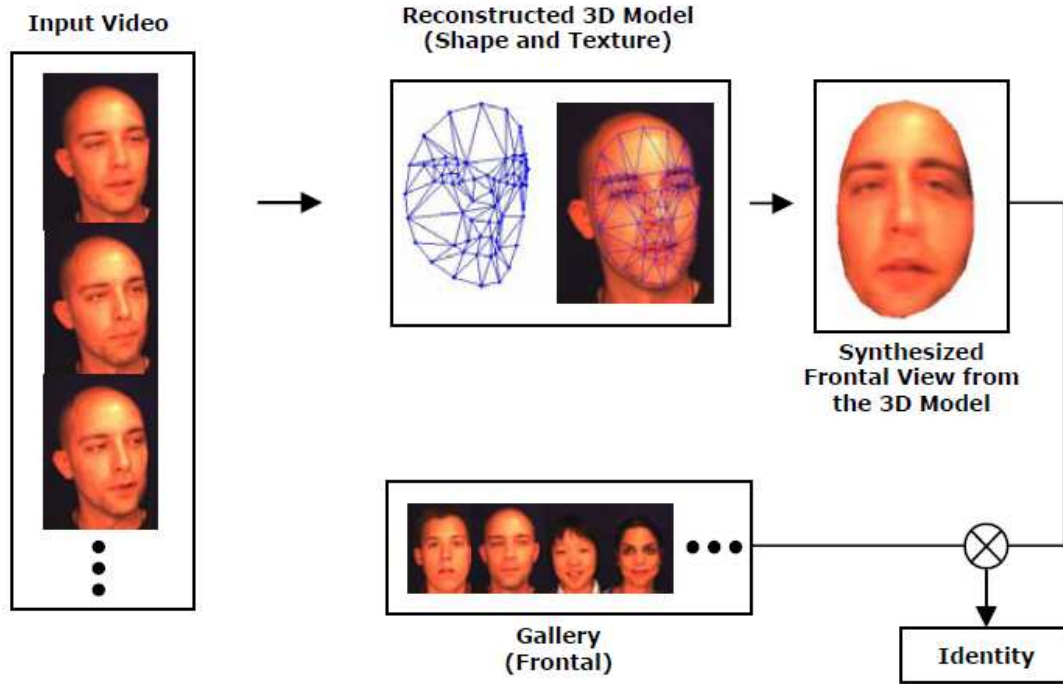 Input Video
Reconstructed 3D Model
(Shape and Texture)
Synthesized
Frontal View from
the 3D Model
Gallery
(Frontal)
Identity